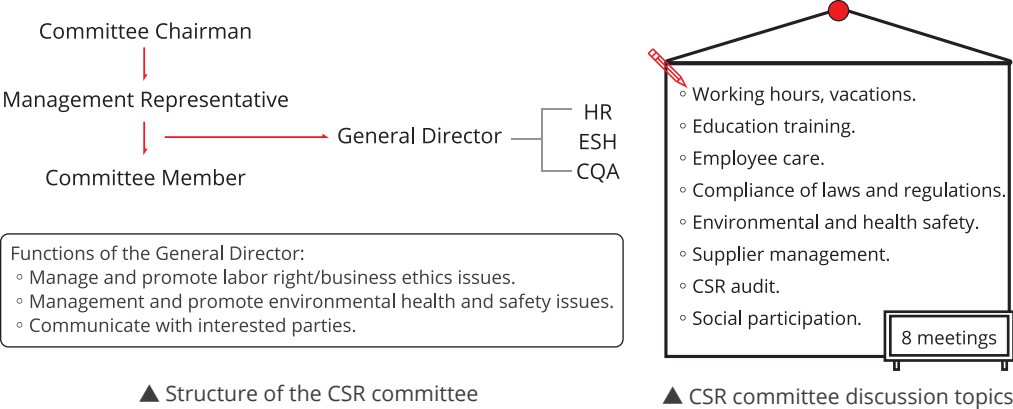 Committee Chairman
Management Representative
General Director
HR
ESH
CQA
Committee Member
Functions of the General Director:
◦ Manage and promote labor right/business ethics issues.
◦ Management and promote environmental health and safety issues.
◦ Communicate with interested parties.
▲ Structure of the CSR committee
◦ Working hours, vacations.
◦ Education training.
◦ Employee care.
◦ Compliance of laws and regulations.
◦ Environmental and health safety.
◦ Supplier management.
◦ CSR audit.
◦ Social participation.
8 meetings
▲ CSR committee discussion topics